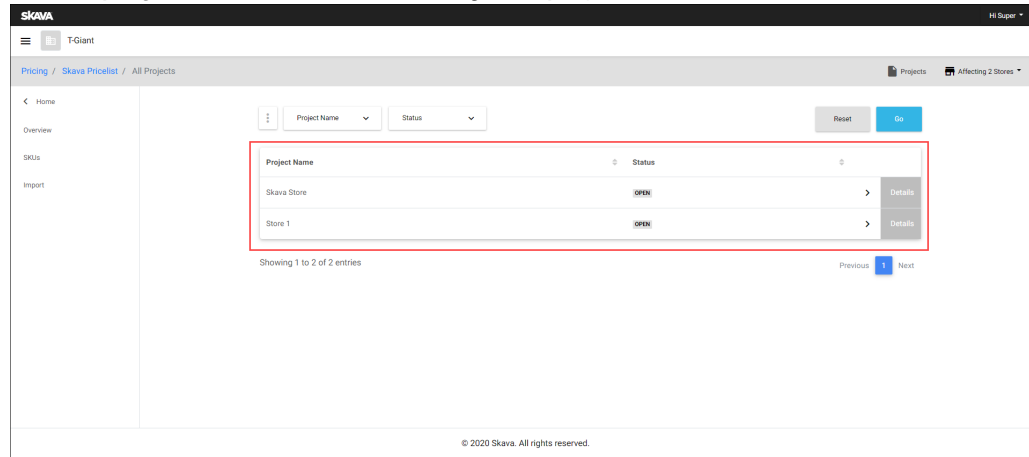 SKAVA
Hi Super
T-Giant
Pricing / Skava Pricelist / All Projects
Projects
Affecting 2 Stores
Home
Overview
SKUs
Import
Project Name
Status
Reset
Go
Project Name
Status
Skava Store
OPEN
Details
Store 1
OPEN
Details
Showing 1 to 2 of 2 entries
Previous 1 Next
© 2020 Skava. All rights reserved.